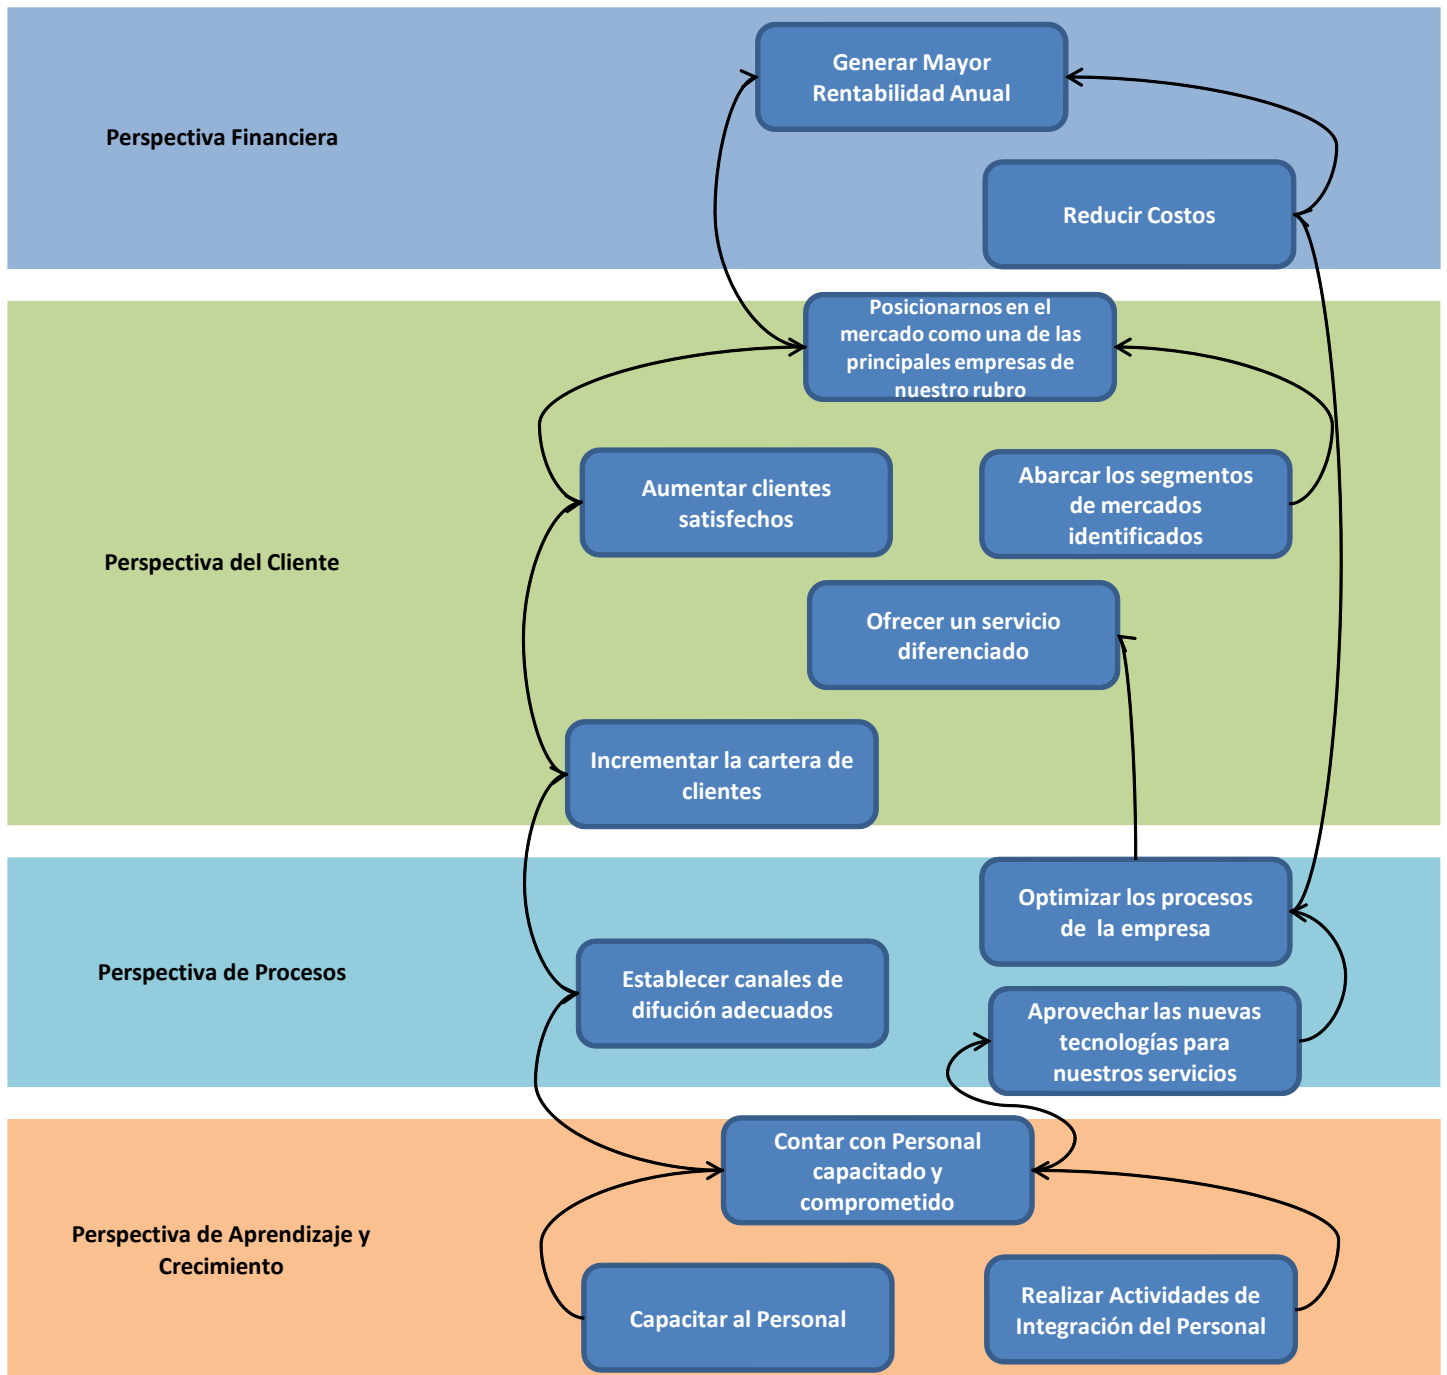 Generar Mayor
Rentabilidad Anual
Perspectiva Financiera
Reducir Costos
Posicionarnos en el
mercado como una de las
principales empresas de
nuestro rubro
Aumentar clientes
satisfechos
Abarcar los segmentos
de mercados
identificados
Perspectiva del Cliente
Ofrecer un servicio
diferenciado
Incrementar la cartera de
clientes
Optimizar los procesos
de  la empresa
Perspectiva de Procesos
Establecer canales de
difución adecuados
Aprovechar las nuevas
tecnologías para
nuestros servicios
Contar con Personal
capacitado y
comprometido
Perspectiva de Aprendizaje y
Crecimiento
Capacitar al Personal
Realizar Actividades de
Integración del Personal